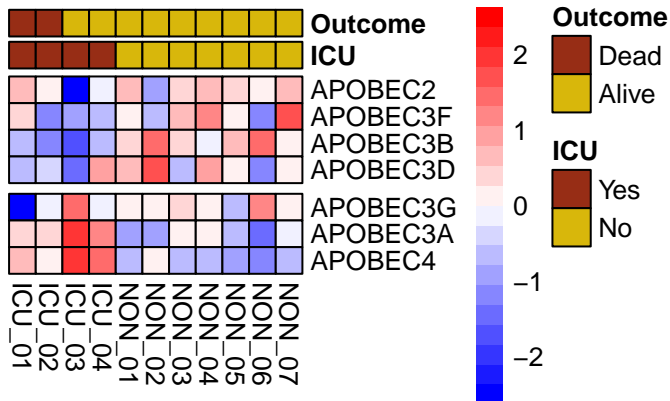 Outcome
ICU
APOBEC2
APOBEC3F
APOBEC3B
APOBEC3D
APOBEC3G
APOBEC3A
APOBEC4
ICU_01
ICU_02
ICU_03
ICU_04
NON_01
NON_02
NON_03
NON_04
NON_05
NON_06
NON_07
2
1
0
−1
−2
Outcome
Dead
Alive
ICU
Yes
No